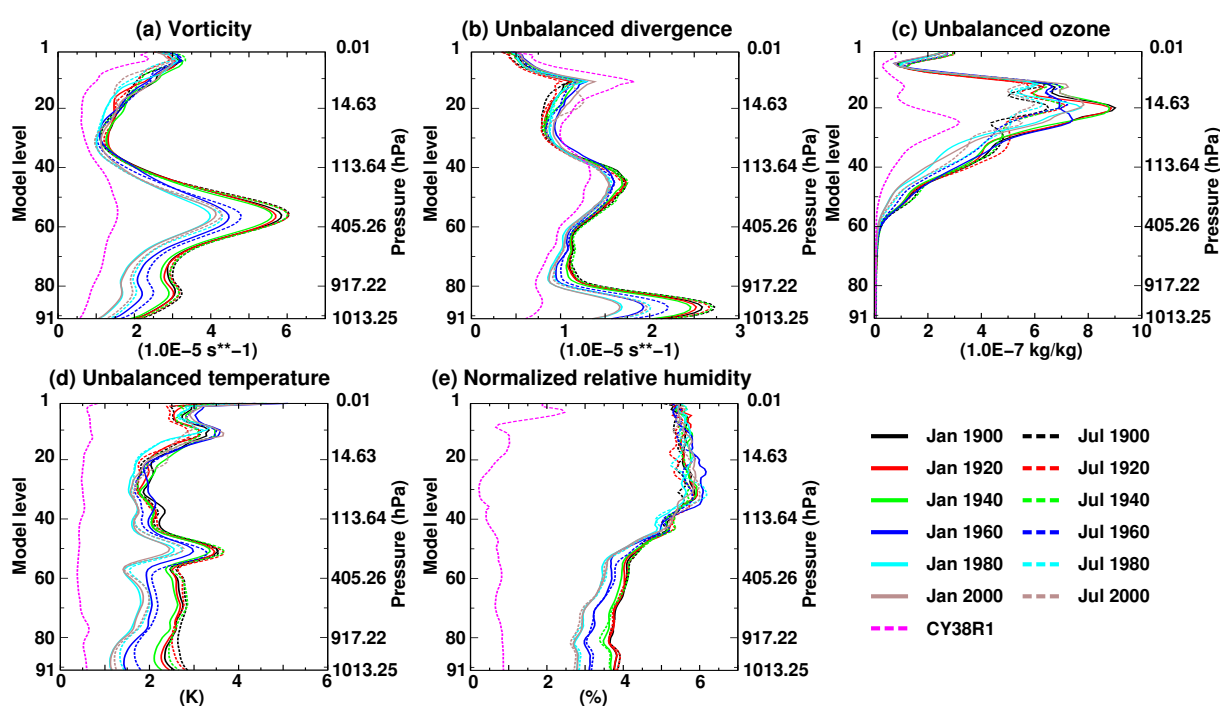 (a) Vorticity
(b) Unbalanced divergence
(c) Unbalanced ozone
1
20
40
60
80
91
Model level
0.01
14.63
113.64
405.26
917.22
1013.25
Pressure (hPa)
0 2 4 6
(1.0E−5 s**−1)
1
20
40
60
80
91
Model level
0.01
14.63
113.64
405.26
917.22
1013.25
Pressure (hPa)
0 1 2 3
(1.0E−5 s**−1)
1
20
40
60
80
91
Model level
0.01
14.63
113.64
405.26
917.22
1013.25
Pressure (hPa)
0 2 4 6 8 10
(1.0E−7 kg/kg)
(d) Unbalanced temperature
(e) Normalized relative humidity
1
20
40
60
80
91
Model level
0.01
14.63
113.64
405.26
917.22
1013.25
Pressure (hPa)
0 2 4 6
(K)
1
20
40
60
80
91
Model level
0.01
14.63
113.64
405.26
917.22
1013.25
Pressure (hPa)
0 2 4 6
(%)
Jan 1900 Jul 1900
Jan 1920 Jul 1920
Jan 1940 Jul 1940
Jan 1960 Jul 1960
Jan 1980 Jul 1980
Jan 2000 Jul 2000
CY38R1